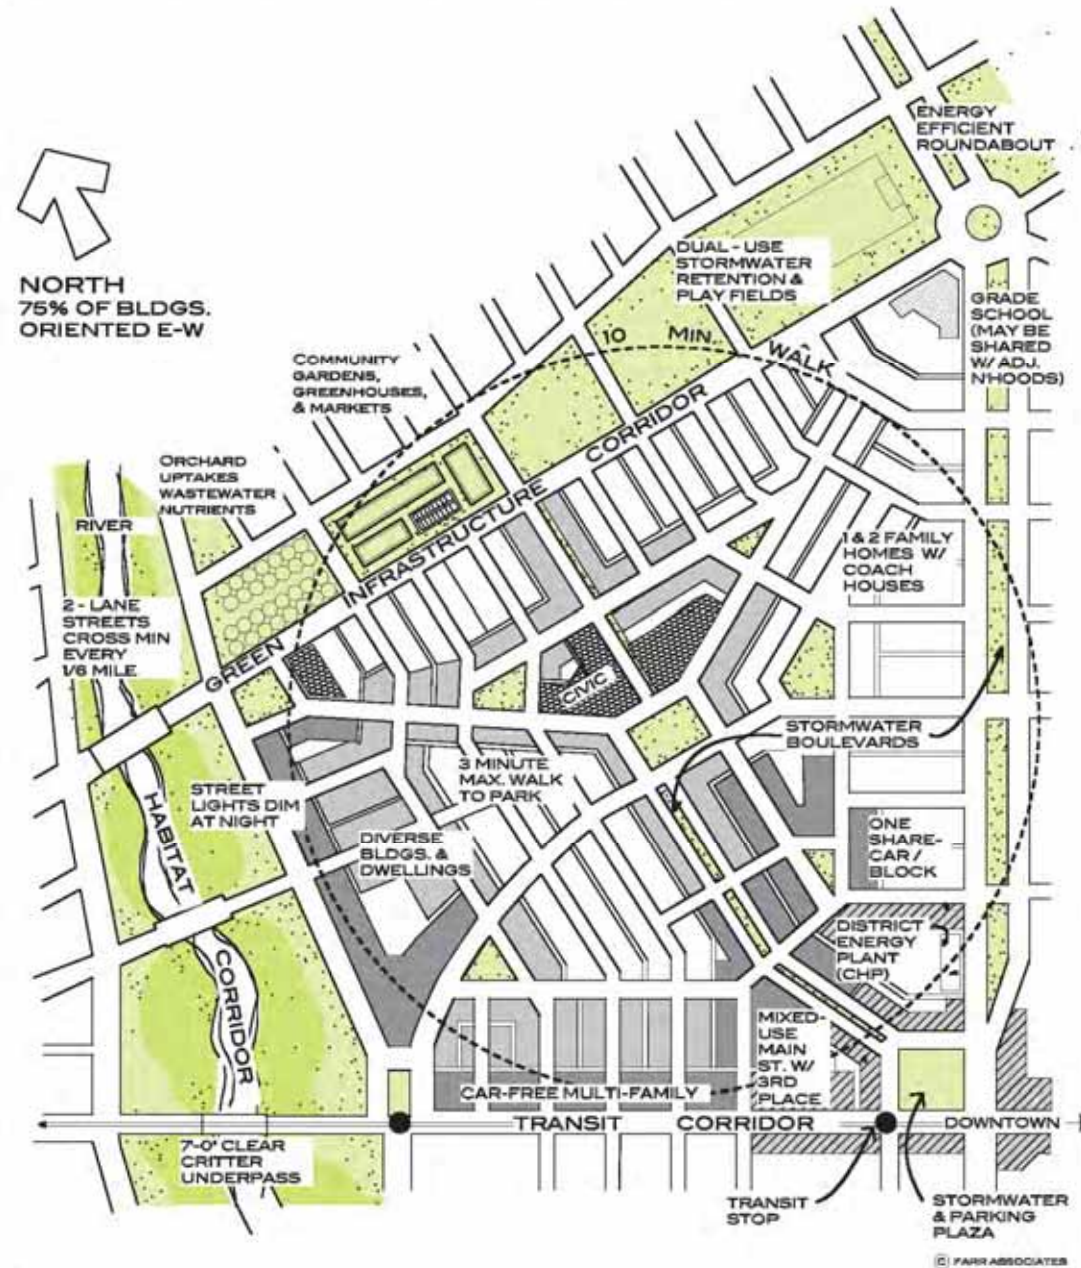 ENERGY
EFFICIENT
ROUNDABOUT
NORTH
75% OF BLDGS.
ORIENTED E-W
DUAL - USE
STORMWATER
RETENTION &
PLAY FIELDS
GRADE
SCHOOL
(MAY BE
SHARED
W/ ADJ.
N'HOODS)
10 MIN. WALK
COMMUNITY
GARDENS,
GREENHOUSES,
& MARKETS
ORCHARD
UPTAKES
WASTEWATER
NUTRIENTS
RIVER
GREEN INFRASTRUCTURE CORRIDOR
1 & 2 FAMILY
HOMES W/
COACH
HOUSES
2 - LANE
STREETS
CROSS MIN
EVERY
1/6 MILE
CIVIC
STORMWATER
BOULEVARDS
3 MINUTE
MAX. WALK
TO PARK
STREET
LIGHTS DIM
AT NIGHT
HABITAT CORRIDOR
DIVERSE
BLDGS. &
DWELLINGS
ONE
SHARE-
CAR /
BLOCK
DISTRICT
ENERGY
PLANT
(CHP)
MIXED-
USE
MAIN
ST. W/
3RD
PLACE
CAR-FREE MULTI-FAMILY
TRANSIT CORRIDOR
DOWNTOWN
7'-0" CLEAR
CRITTER
UNDERPASS
TRANSIT
STOP
STORMWATER
& PARKING
PLAZA
© FARR ASSOCIATES